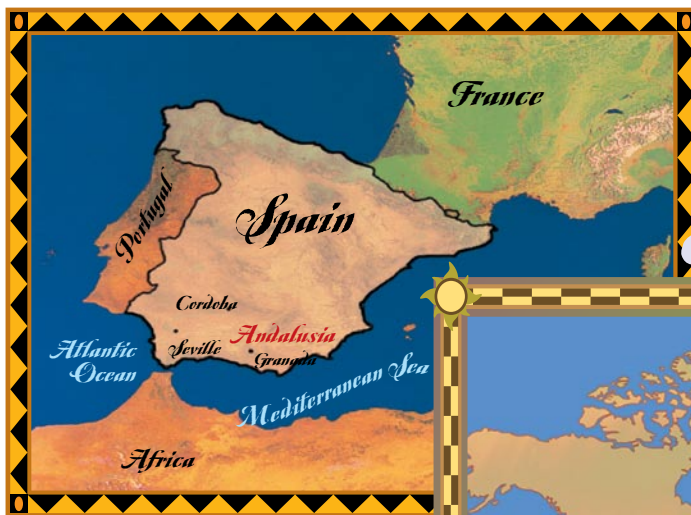 France
Portugal
Spain
Cordoba
Andalusia
Seville
Granada
Atlantic
Ocean
Mediterranean Sea
Africa